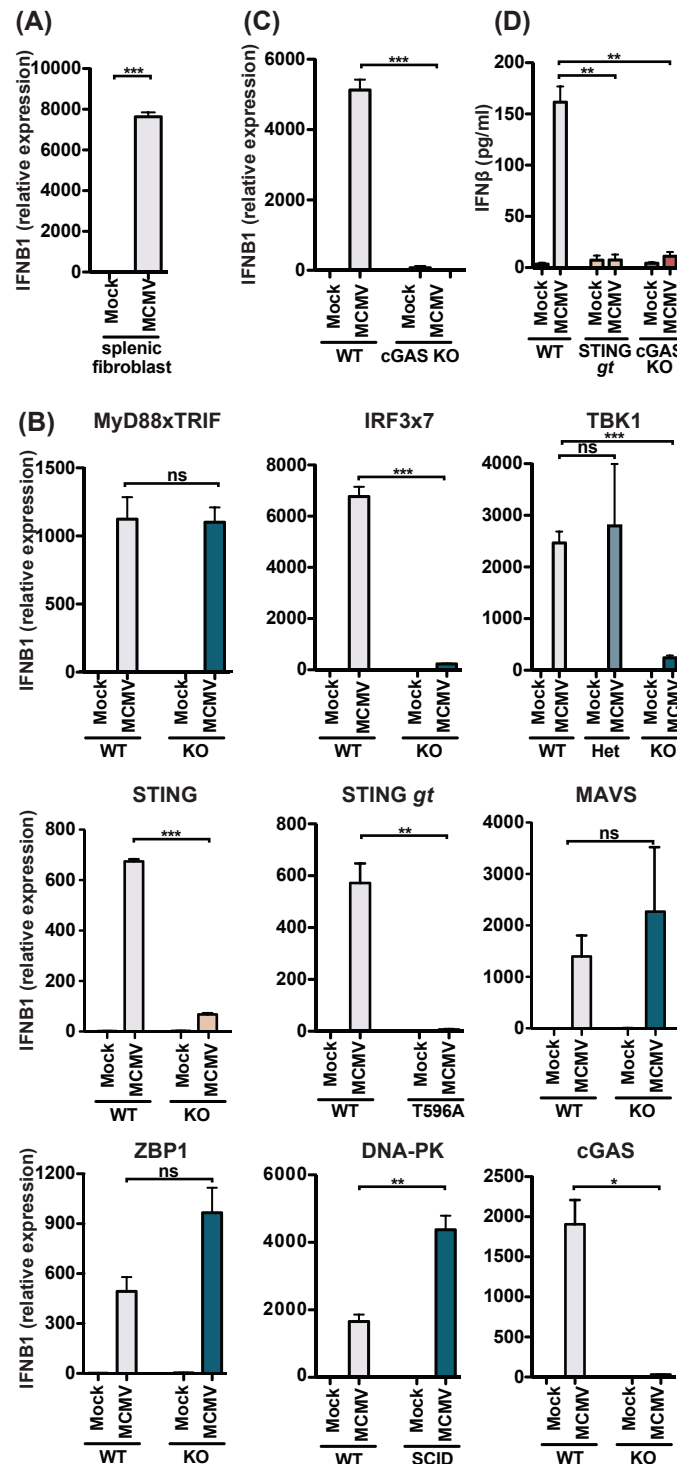 (A)
***
IFNB1 (relative expression)
10000
8000
6000
4000
2000
0
Mock
MCMV
splenic
fibroblast
(C)
***
IFNB1 (relative expression)
6000
4000
2000
0
Mock
MCMV
Mock
MCMV
WT
cGAS KO
(D)
**
**
IFNβ (pg/ml)
200
150
100
50
0
Mock
MCMV
Mock
MCMV
Mock
MCMV
WT
STING
gt
cGAS
KO
(B)
MyD88xTRIF
ns
IFNB1 (relative expression)
1500
1000
500
0
Mock
MCMV
Mock
MCMV
WT
KO
IRF3x7
***
8000
6000
4000
2000
0
Mock
MCMV
Mock
MCMV
WT
KO
TBK1
***
ns
4000
3000
2000
1000
0
Mock
MCMV
Mock
MCMV
Mock
MCMV
WT
Het
KO
STING
***
IFNB1 (relative expression)
800
600
400
200
0
Mock
MCMV
Mock
MCMV
WT
KO
STING gt
**
800
600
400
200
0
Mock
MCMV
Mock
MCMV
WT
T596A
MAVS
ns
4000
3000
2000
1000
0
Mock
MCMV
Mock
MCMV
WT
KO
ZBP1
ns
IFNB1 (relative expression)
1200
900
600
300
0
Mock
MCMV
Mock
MCMV
WT
KO
DNA-PK
**
6000
4000
2000
0
Mock
MCMV
Mock
MCMV
WT
SCID
cGAS
*
2500
2000
1500
1000
500
0
Mock
MCMV
Mock
MCMV
WT
KO